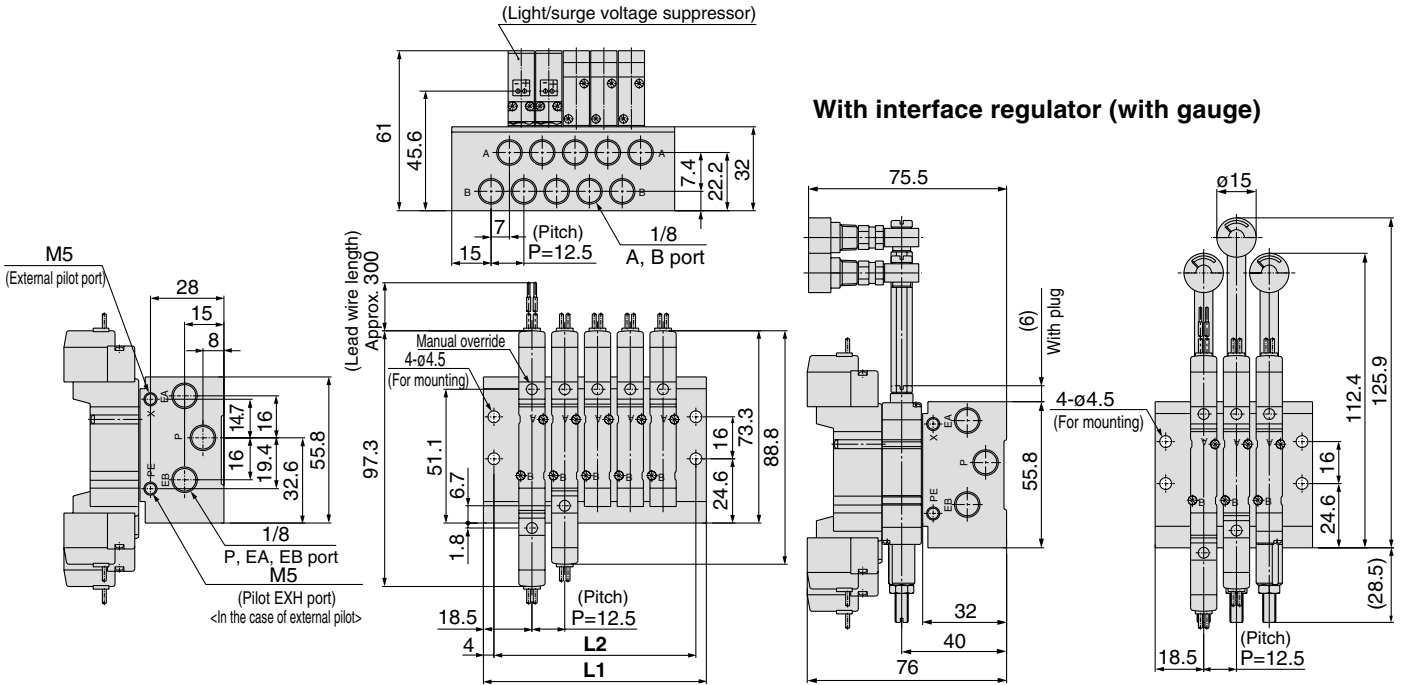 (Light/surge voltage suppressor)
61
45.6
A
A
B
B
7.4
22.2
32
7
15
(Pitch)
P=12.5
1/8
A, B port
With interface regulator (with gauge)
M5
(External pilot port)
28
15
8
EA
X
P
PE
EB
14.7
16
16
19.4
32.6
55.8
1/8
P, EA, EB port
M5
(Pilot EXH port)
<In the case of external pilot>
(Lead wire length)
Approx. 300
Manual override
4-ø4.5
(For mounting)
97.3
51.1
6.7
1.8
A
A
A
A
A
B
B
B
B
B
16
24.6
73.3
88.8
18.5
(Pitch)
P=12.5
4
L2
L1
75.5
(6)
With plug
EA
X
P
PE
EB
55.8
32
40
76
ø15
4-ø4.5
(For mounting)
A
A
A
B
B
B
16
24.6
112.4
125.9
(28.5)
18.5
(Pitch)
P=12.5